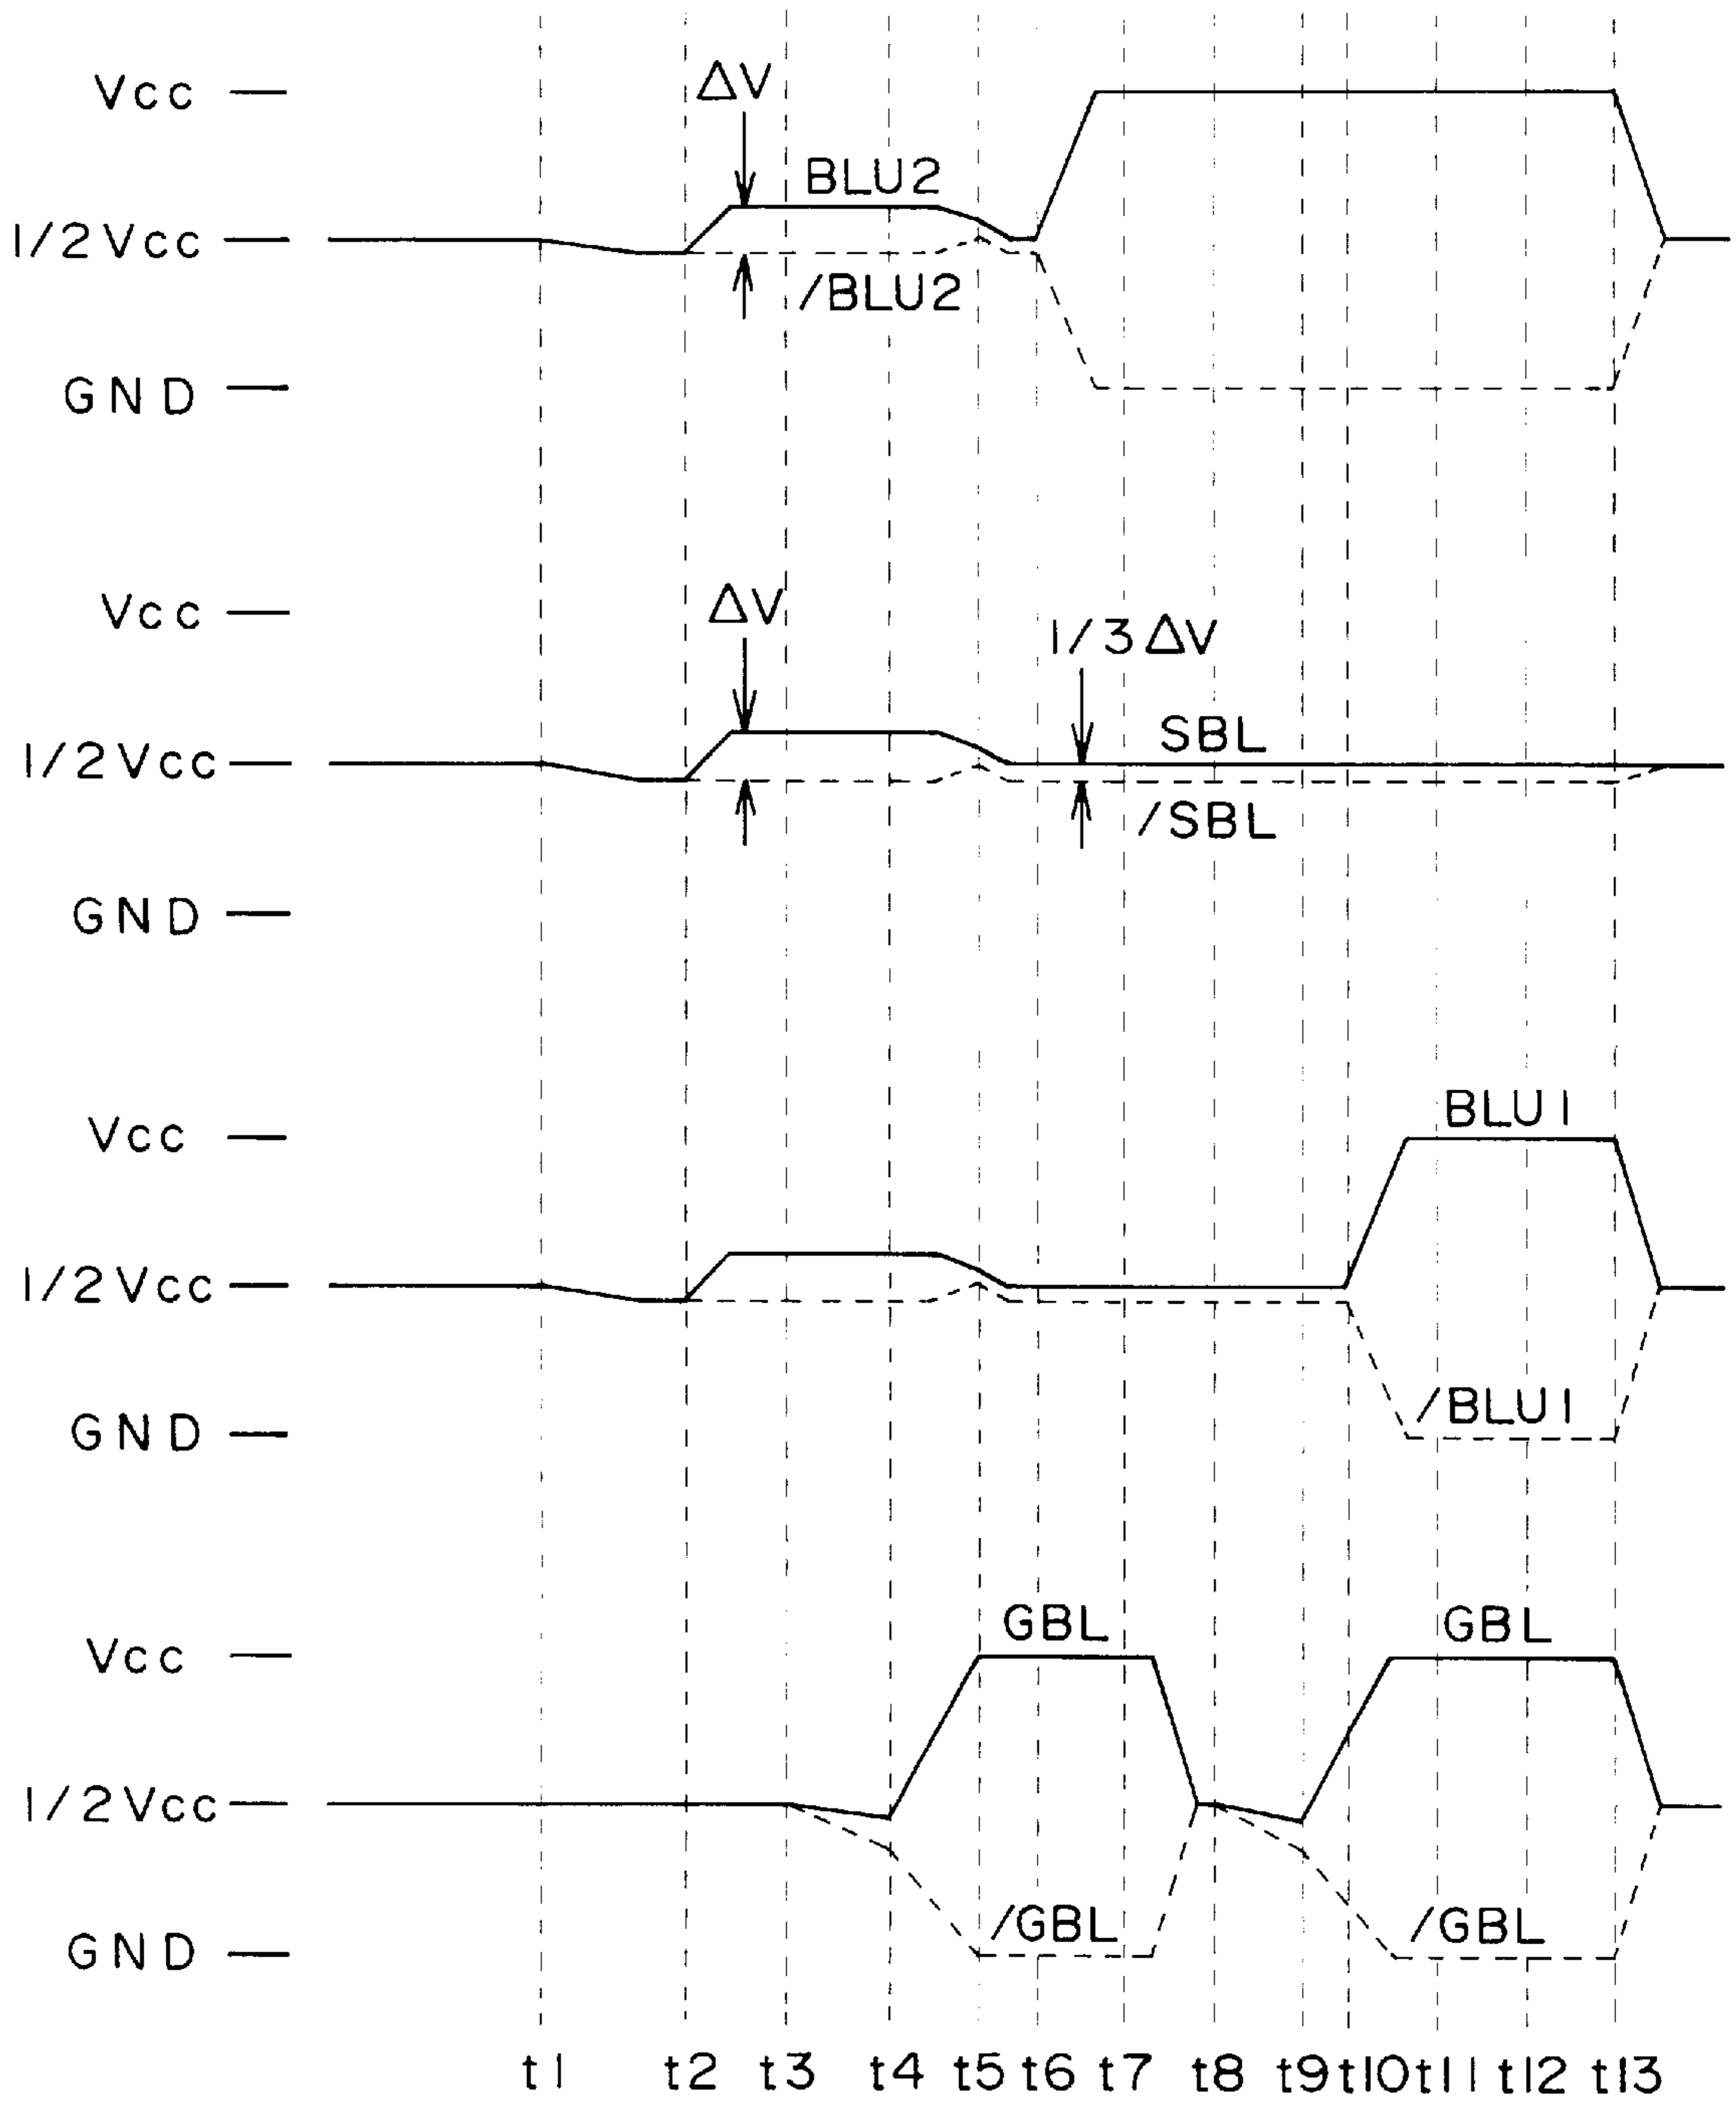 Vcc
ΔV
BLU2
1/2Vcc
/BLU2
GND
Vcc
ΔV
1/3ΔV
SBL
1/2Vcc
/SBL
GND
BLU1
Vcc
1/2Vcc
/BLU1
GND
GBL
GBL
Vcc
1/2Vcc
/GBL
/GBL
GND
t1 t2 t3 t4 t5 t6 t7 t8 t9 t10 t11 t12 t13